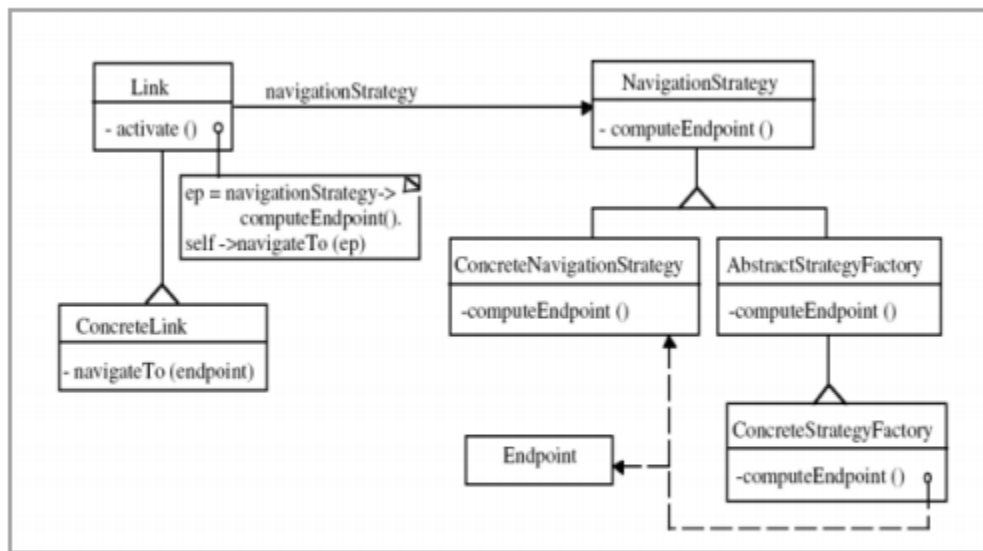 Link
- activate ()
navigationStrategy
NavigationStrategy
- computeEndpoint ()
ep = navigationStrategy->
computeEndpoint().
self ->navigateTo (ep)
ConcreteNavigationStrategy
-computeEndpoint ()
AbstractStrategyFactory
-computeEndpoint ()
ConcreteLink
- navigateTo (endpoint)
Endpoint
ConcreteStrategyFactory
-computeEndpoint ()